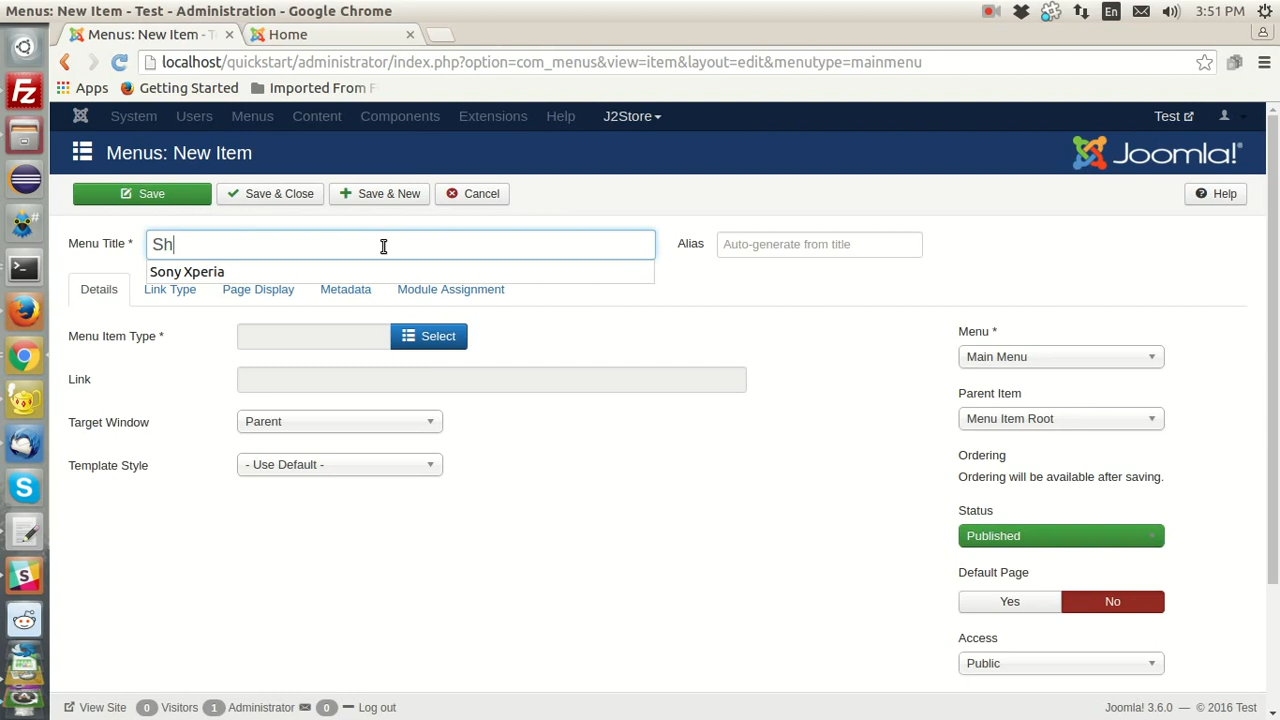 Menus: New Item - Test - Administration - Google Chrome
En
3:51 PM
Menus: New Item - T
Home
localhost/quickstart/administrator/index.php?option=com_menus&view=item&layout=edit&menutype=mainmenu
Apps
Getting Started
Imported From F
System
Users
Menus
Content
Components
Extensions
Help
J2Store
Test
Menus: New Item
Joomla!®
Save
Save & Close
Save & New
Cancel
Help
Menu Title *
Sh
Alias
Auto-generate from title
Sony Xperia
Details
Link Type
Page Display
Metadata
Module Assignment
Menu Item Type *
Select
Link
Target Window
Parent
Template Style
- Use Default -
Menu *
Main Menu
Parent Item
Menu Item Root
Ordering
Ordering will be available after saving.
Status
Published
Default Page
Yes
No
Access
Public
View Site
0 Visitors
1 Administrator
0
Log out
Joomla! 3.6.0 — © 2016 Test